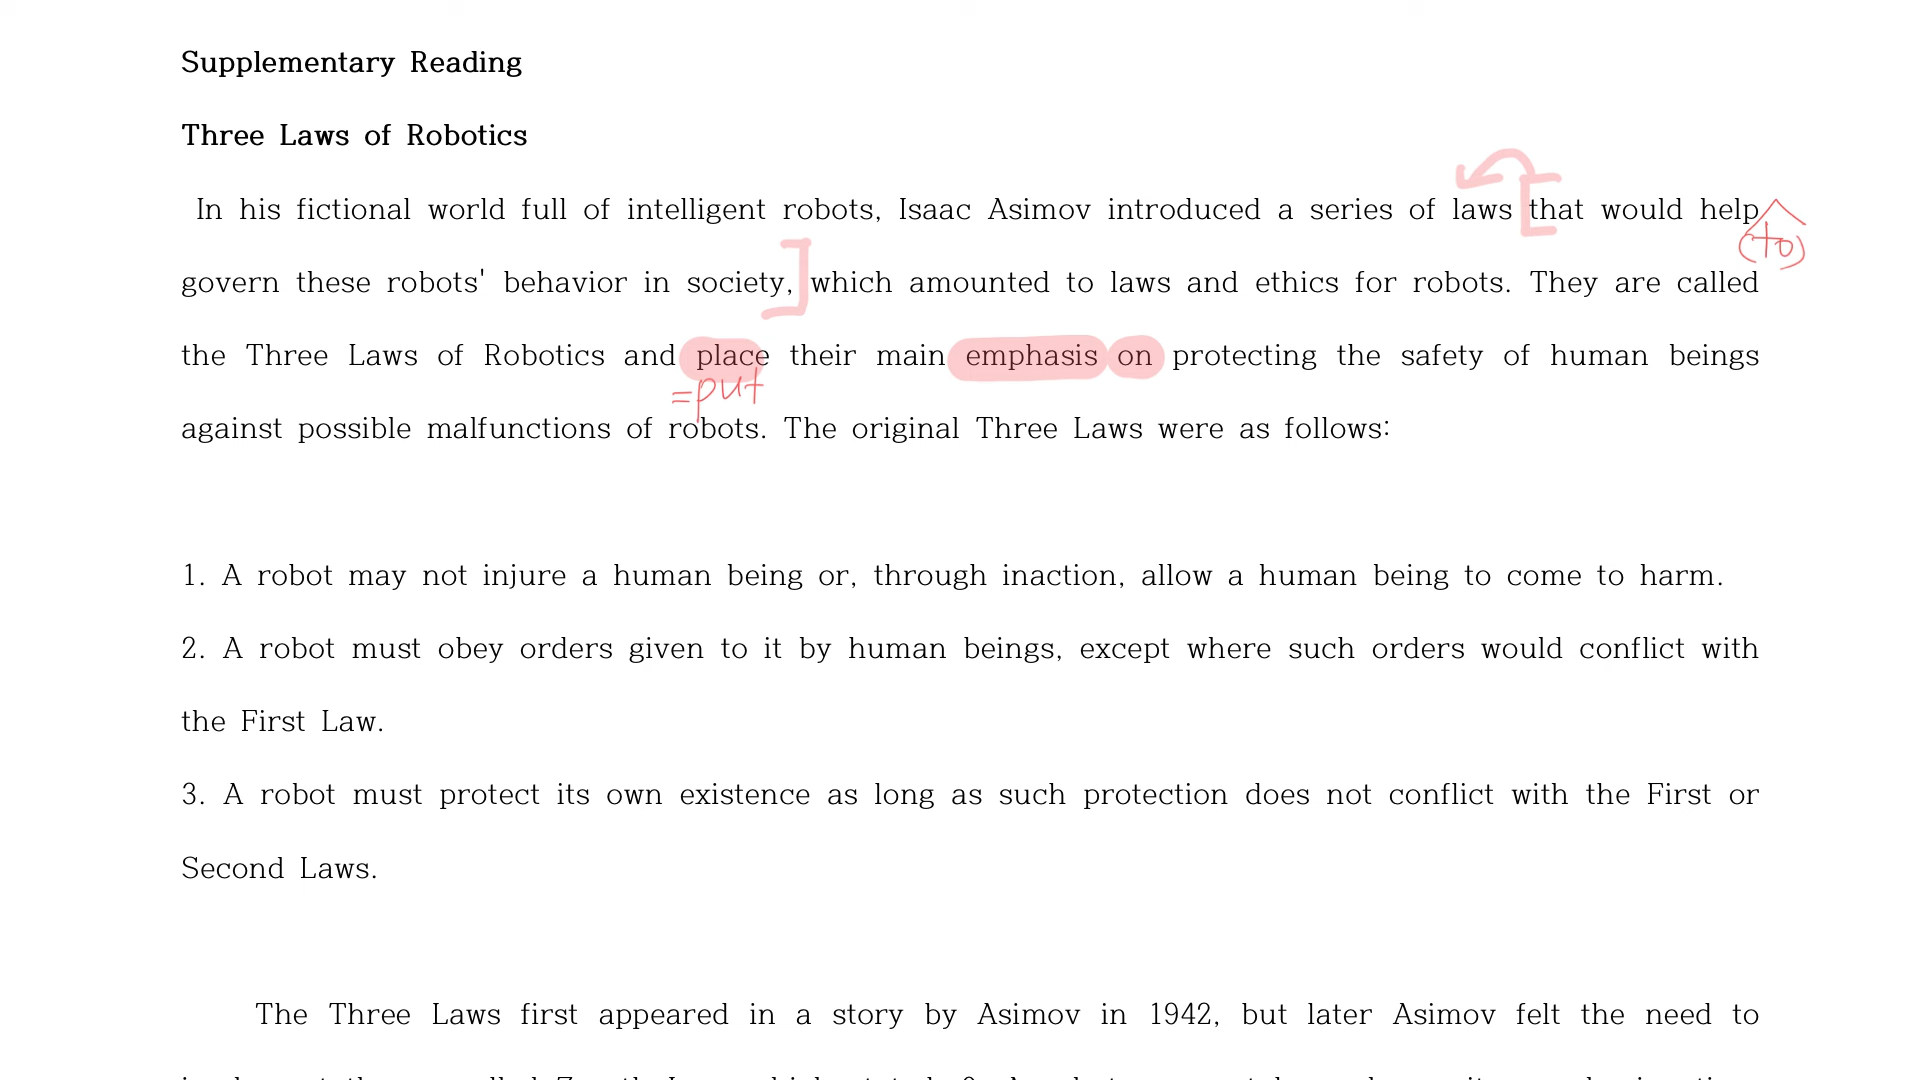 Supplementary Reading
Three Laws of Robotics
In his fictional world full of intelligent robots, Isaac Asimov introduced a series of laws that would help
(to)
govern these robots' behavior in society, which amounted to laws and ethics for robots. They are called
the Three Laws of Robotics and place their main emphasis on protecting the safety of human beings
=put
against possible malfunctions of robots. The original Three Laws were as follows:
1. A robot may not injure a human being or, through inaction, allow a human being to come to harm.
2. A robot must obey orders given to it by human beings, except where such orders would conflict with
the First Law.
3. A robot must protect its own existence as long as such protection does not conflict with the First or
Second Laws.
The Three Laws first appeared in a story by Asimov in 1942, but later Asimov felt the need to